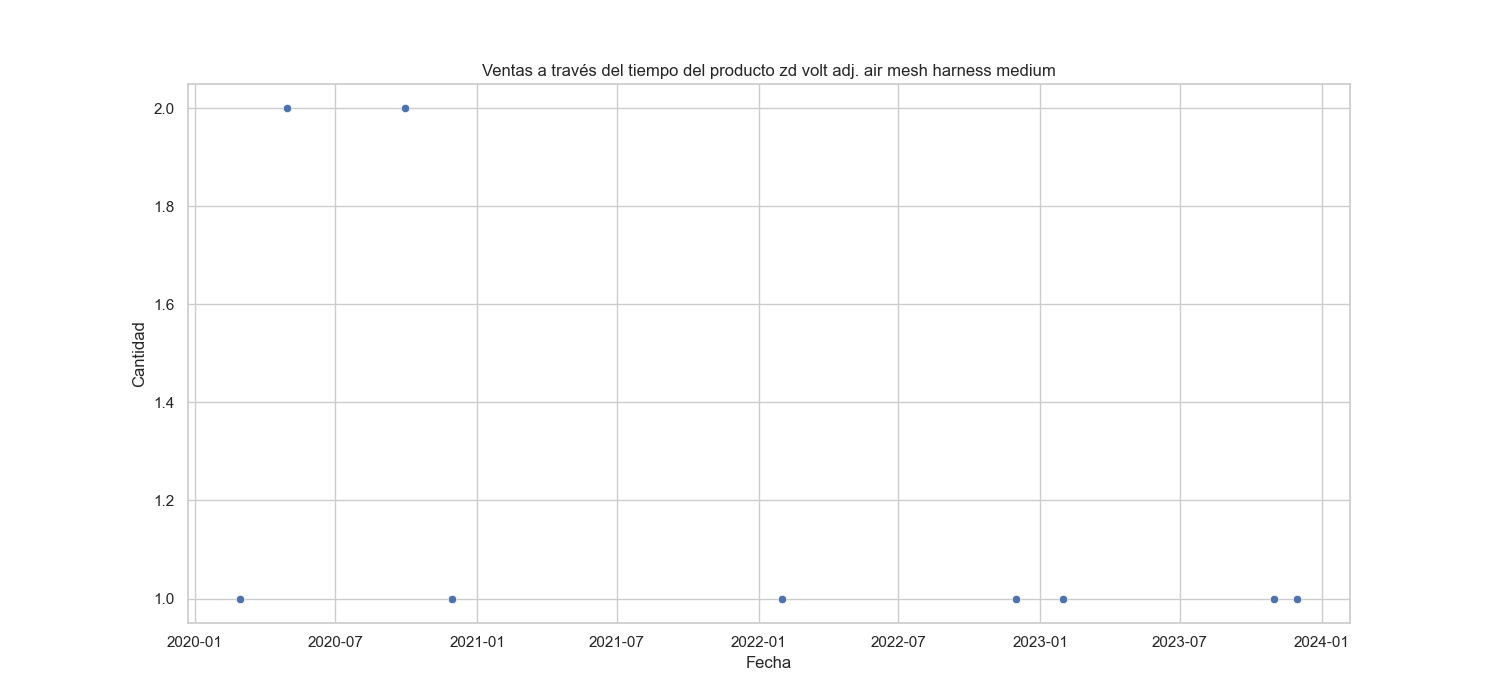 Ventas a través del tiempo del producto zd volt adj. air mesh harness medium
2.0
1.8
1.6
1.4
1.2
1.0
Cantidad
2020-01 2020-07 2021-01 2021-07 2022-01 2022-07 2023-01 2023-07 2024-01
Fecha